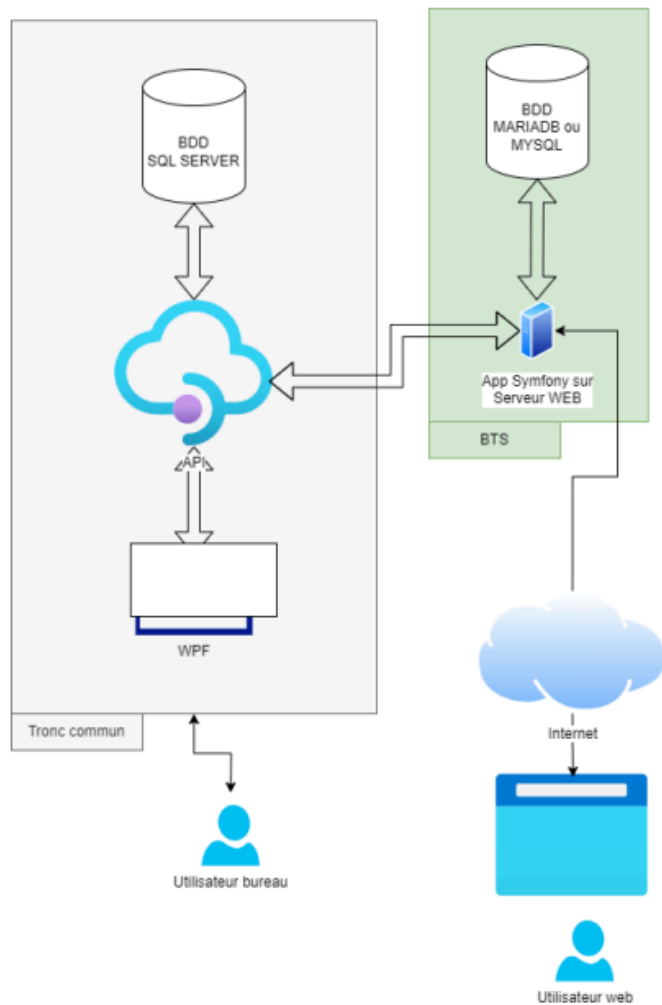 BDD
SQL SERVER
BDD
MARIADB ou
MYSQL
App Symfony sur
Serveur WEB
BTS
API
WPF
Tronc commun
Internet
Utilisateur bureau
Utilisateur web